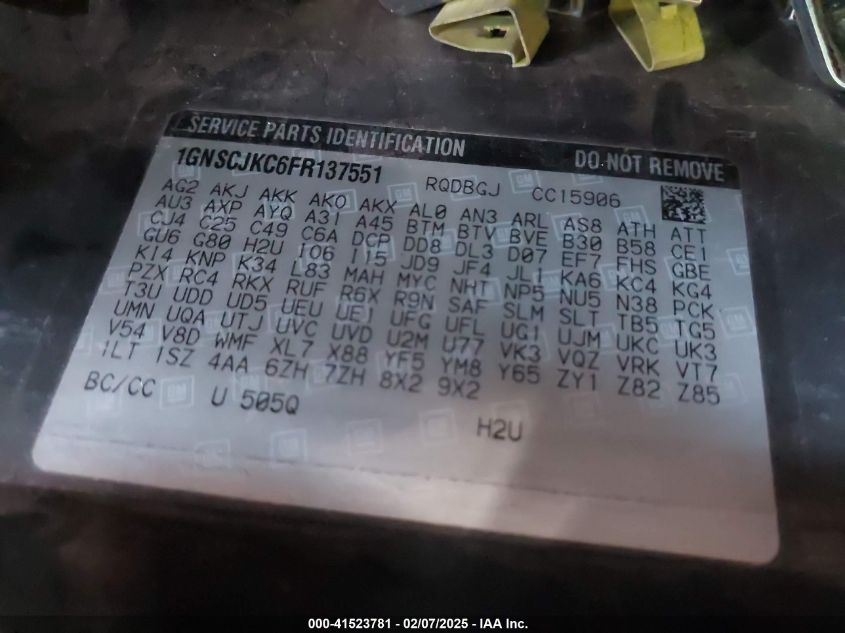 SERVICE PARTS IDENTIFICATION DO NOT REMOVE
1GNSCJKC6FR137551 RQDBGJ CC15906
AG2 AKJ AKK AKO AKX AL0 AN3 ARL AS8 ATH ATT
AU3 AXP AYQ A31 A45 BTM BTV BVE B30 B58 CE1
CJ4 C25 C49 C6A DCP DD8 DL3 D07 EF7 FHS GBE
GU6 G80 H2U IO6 I15 JD9 JF4 JL1 KA6 KC4 KG4
K14 KNP K34 L83 MAH MYC NHT NP5 NU5 N38 PCK
PZX RC4 RKX RUF R6X R9N SAF SLM SLT TB5 TG5
T3U UDD UD5 UEU UE1 UFG UFL UG1 UJM UKC UK3
UMN UQA UTJ UVC UVD U2M U77 VK3 VQZ VRK VT7
V54 V8D WMF XL7 X88 YF5 YM8 Y65 ZY1 Z82 Z85
1LT 1SZ 4AA 6ZH 7ZH 8X2 9X2
BC/CC U 505Q H2U
000-41523781 - 02/07/2025 - IAA Inc.